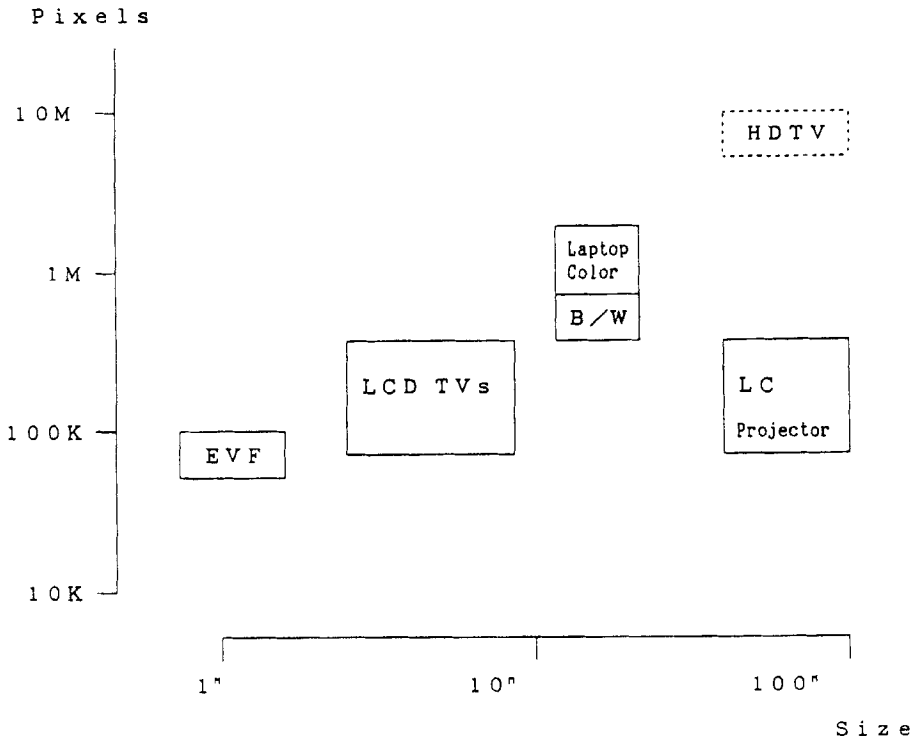 Pixels
10M
HDTV
Laptop
Color
1M
B/W
LCD TVs
LC
100K
Projector
EVF
10K
1"
10"
100"
Size